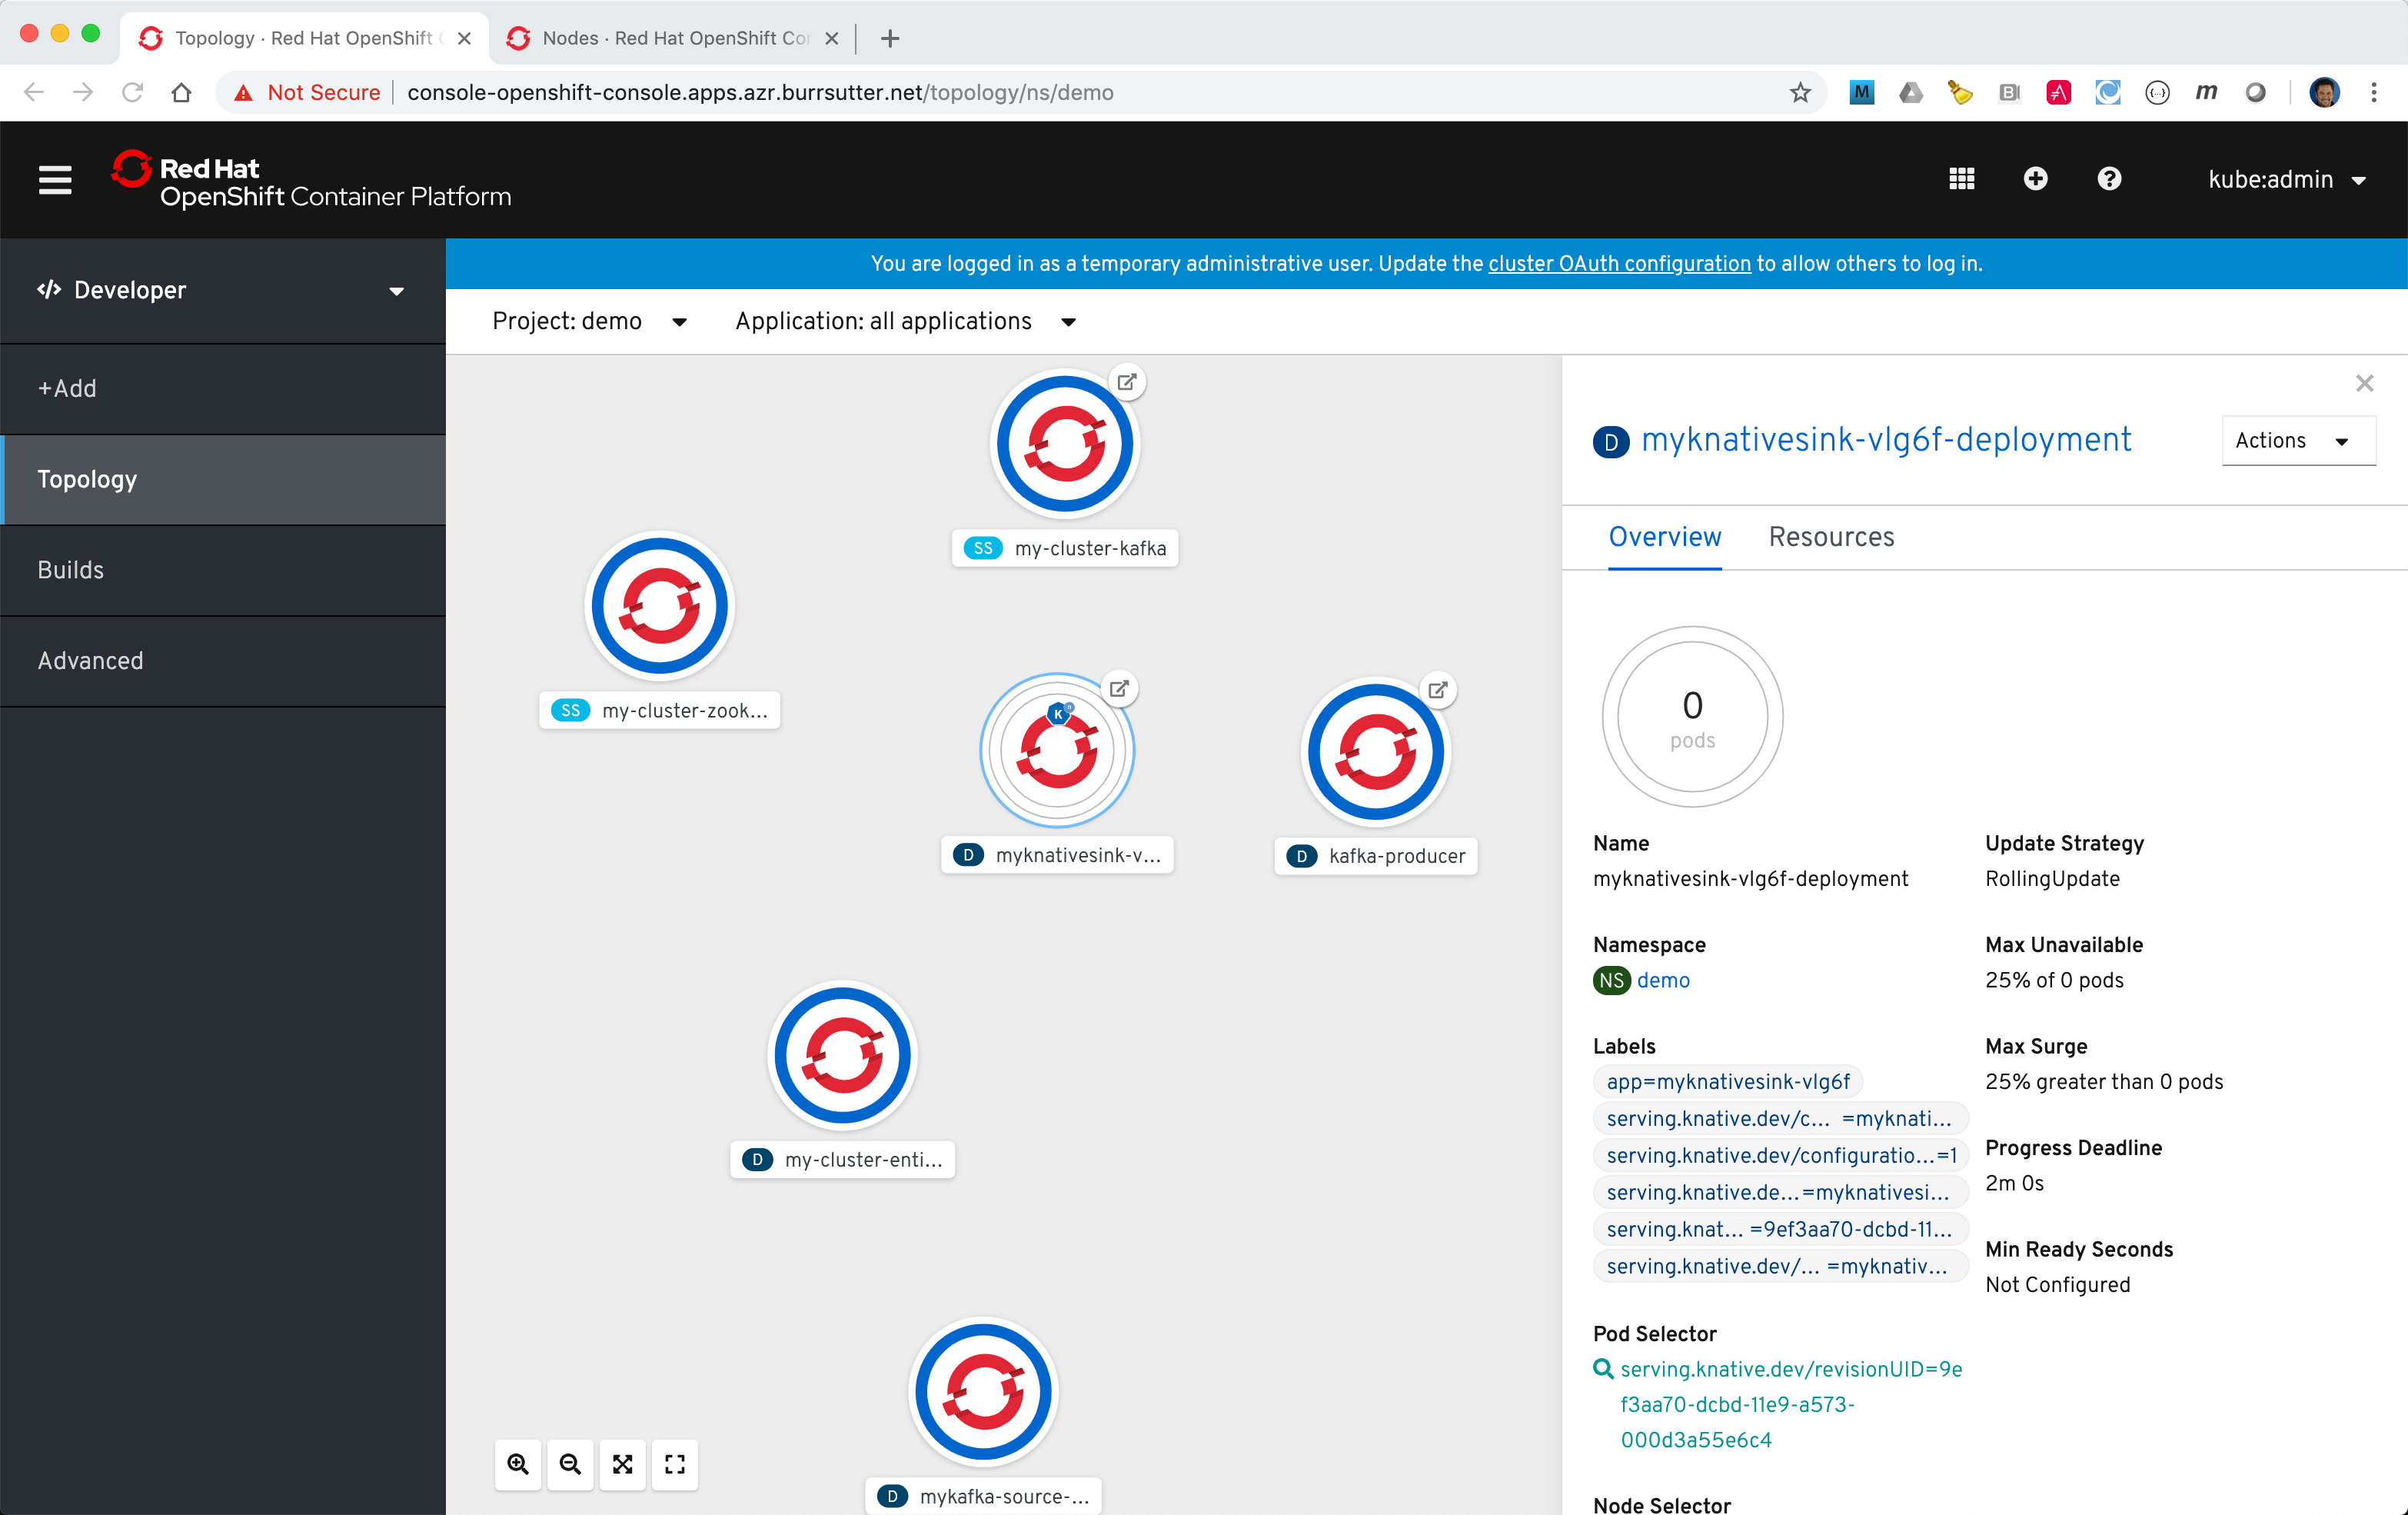 Topology · Red Hat OpenShift
Nodes · Red Hat OpenShift Cor
Not Secure
console-openshift-console.apps.azr.burrsutter.net/topology/ns/demo
M
B
m
Red Hat
OpenShift Container Platform
kube:admin
You are logged in as a temporary administrative user. Update the cluster OAuth configuration to allow others to log in.
</> Developer
+Add
Topology
Builds
Advanced
Project: demo
Application: all applications
SS my-cluster-kafka
SS my-cluster-zook...
K
D myknativesink-v...
D kafka-producer
D my-cluster-enti...
D mykafka-source-...
D myknativesink-vlg6f-deployment
Actions
Overview
Resources
0
pods
Name
myknativesink-vlg6f-deployment
Namespace
NS demo
Labels
app=myknativesink-vlg6f
serving.knative.dev/c... =myknati...
serving.knative.dev/configuratio...=1
serving.knative.de...=myknativesi...
serving.knat... =9ef3aa70-dcbd-11...
serving.knative.dev/... =myknativ...
Pod Selector
serving.knative.dev/revisionUID=9e
f3aa70-dcbd-11e9-a573-
000d3a55e6c4
Node Selector
Update Strategy
RollingUpdate
Max Unavailable
25% of 0 pods
Max Surge
25% greater than 0 pods
Progress Deadline
2m 0s
Min Ready Seconds
Not Configured